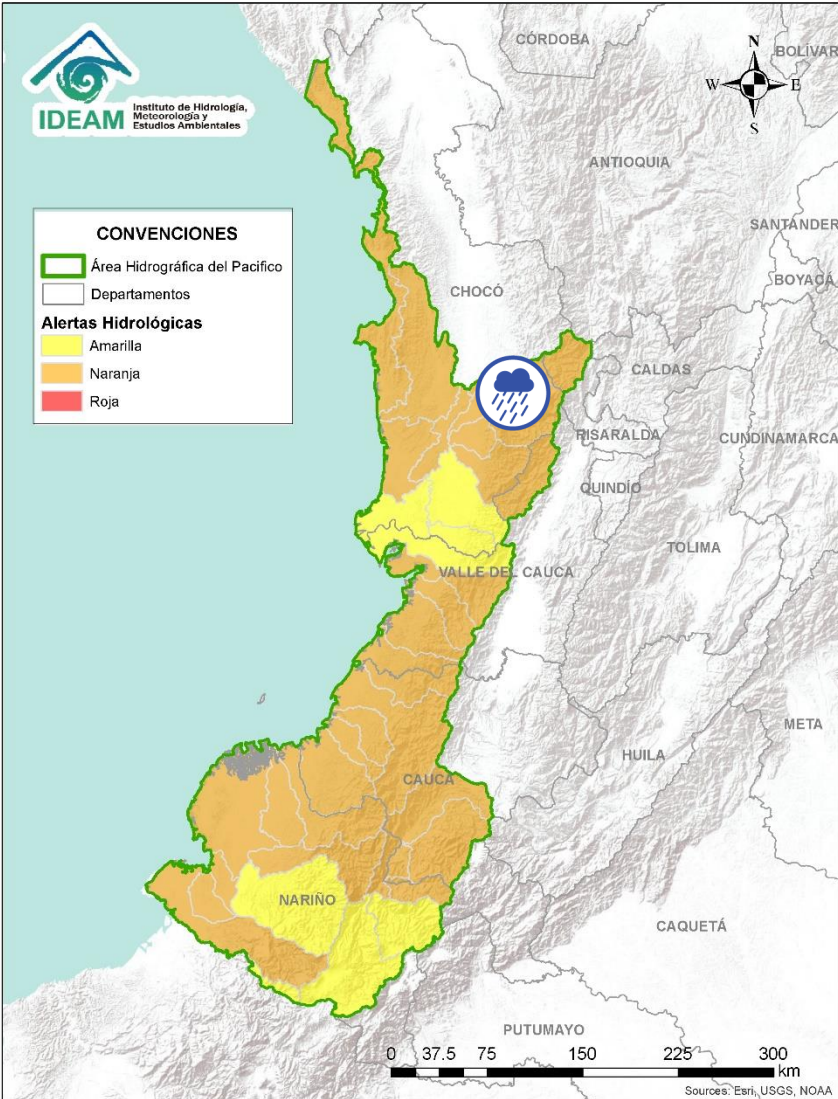 IDEAM
Instituto de Hidrología,
Meteorología y
Estudios Ambientales
CÓRDOBA
BOLÍVAR
N
W
E
S
ANTIOQUIA
SANTANDER
BOYACÁ
CONVENCIONES
Área Hidrográfica del Pacifico
Departamentos
Alertas Hidrológicas
Amarilla
Naranja
Roja
CHOCÓ
CALDAS
RISARALDA
CUNDINAMARCA
QUINDÍO
TOLIMA
VALLE DEL CAUCA
META
HUILA
CAUCA
NARIÑO
CAQUETÁ
PUTUMAYO
0 37.5 75 150 225 300
km
Sources: Esri, USGS, NOAA